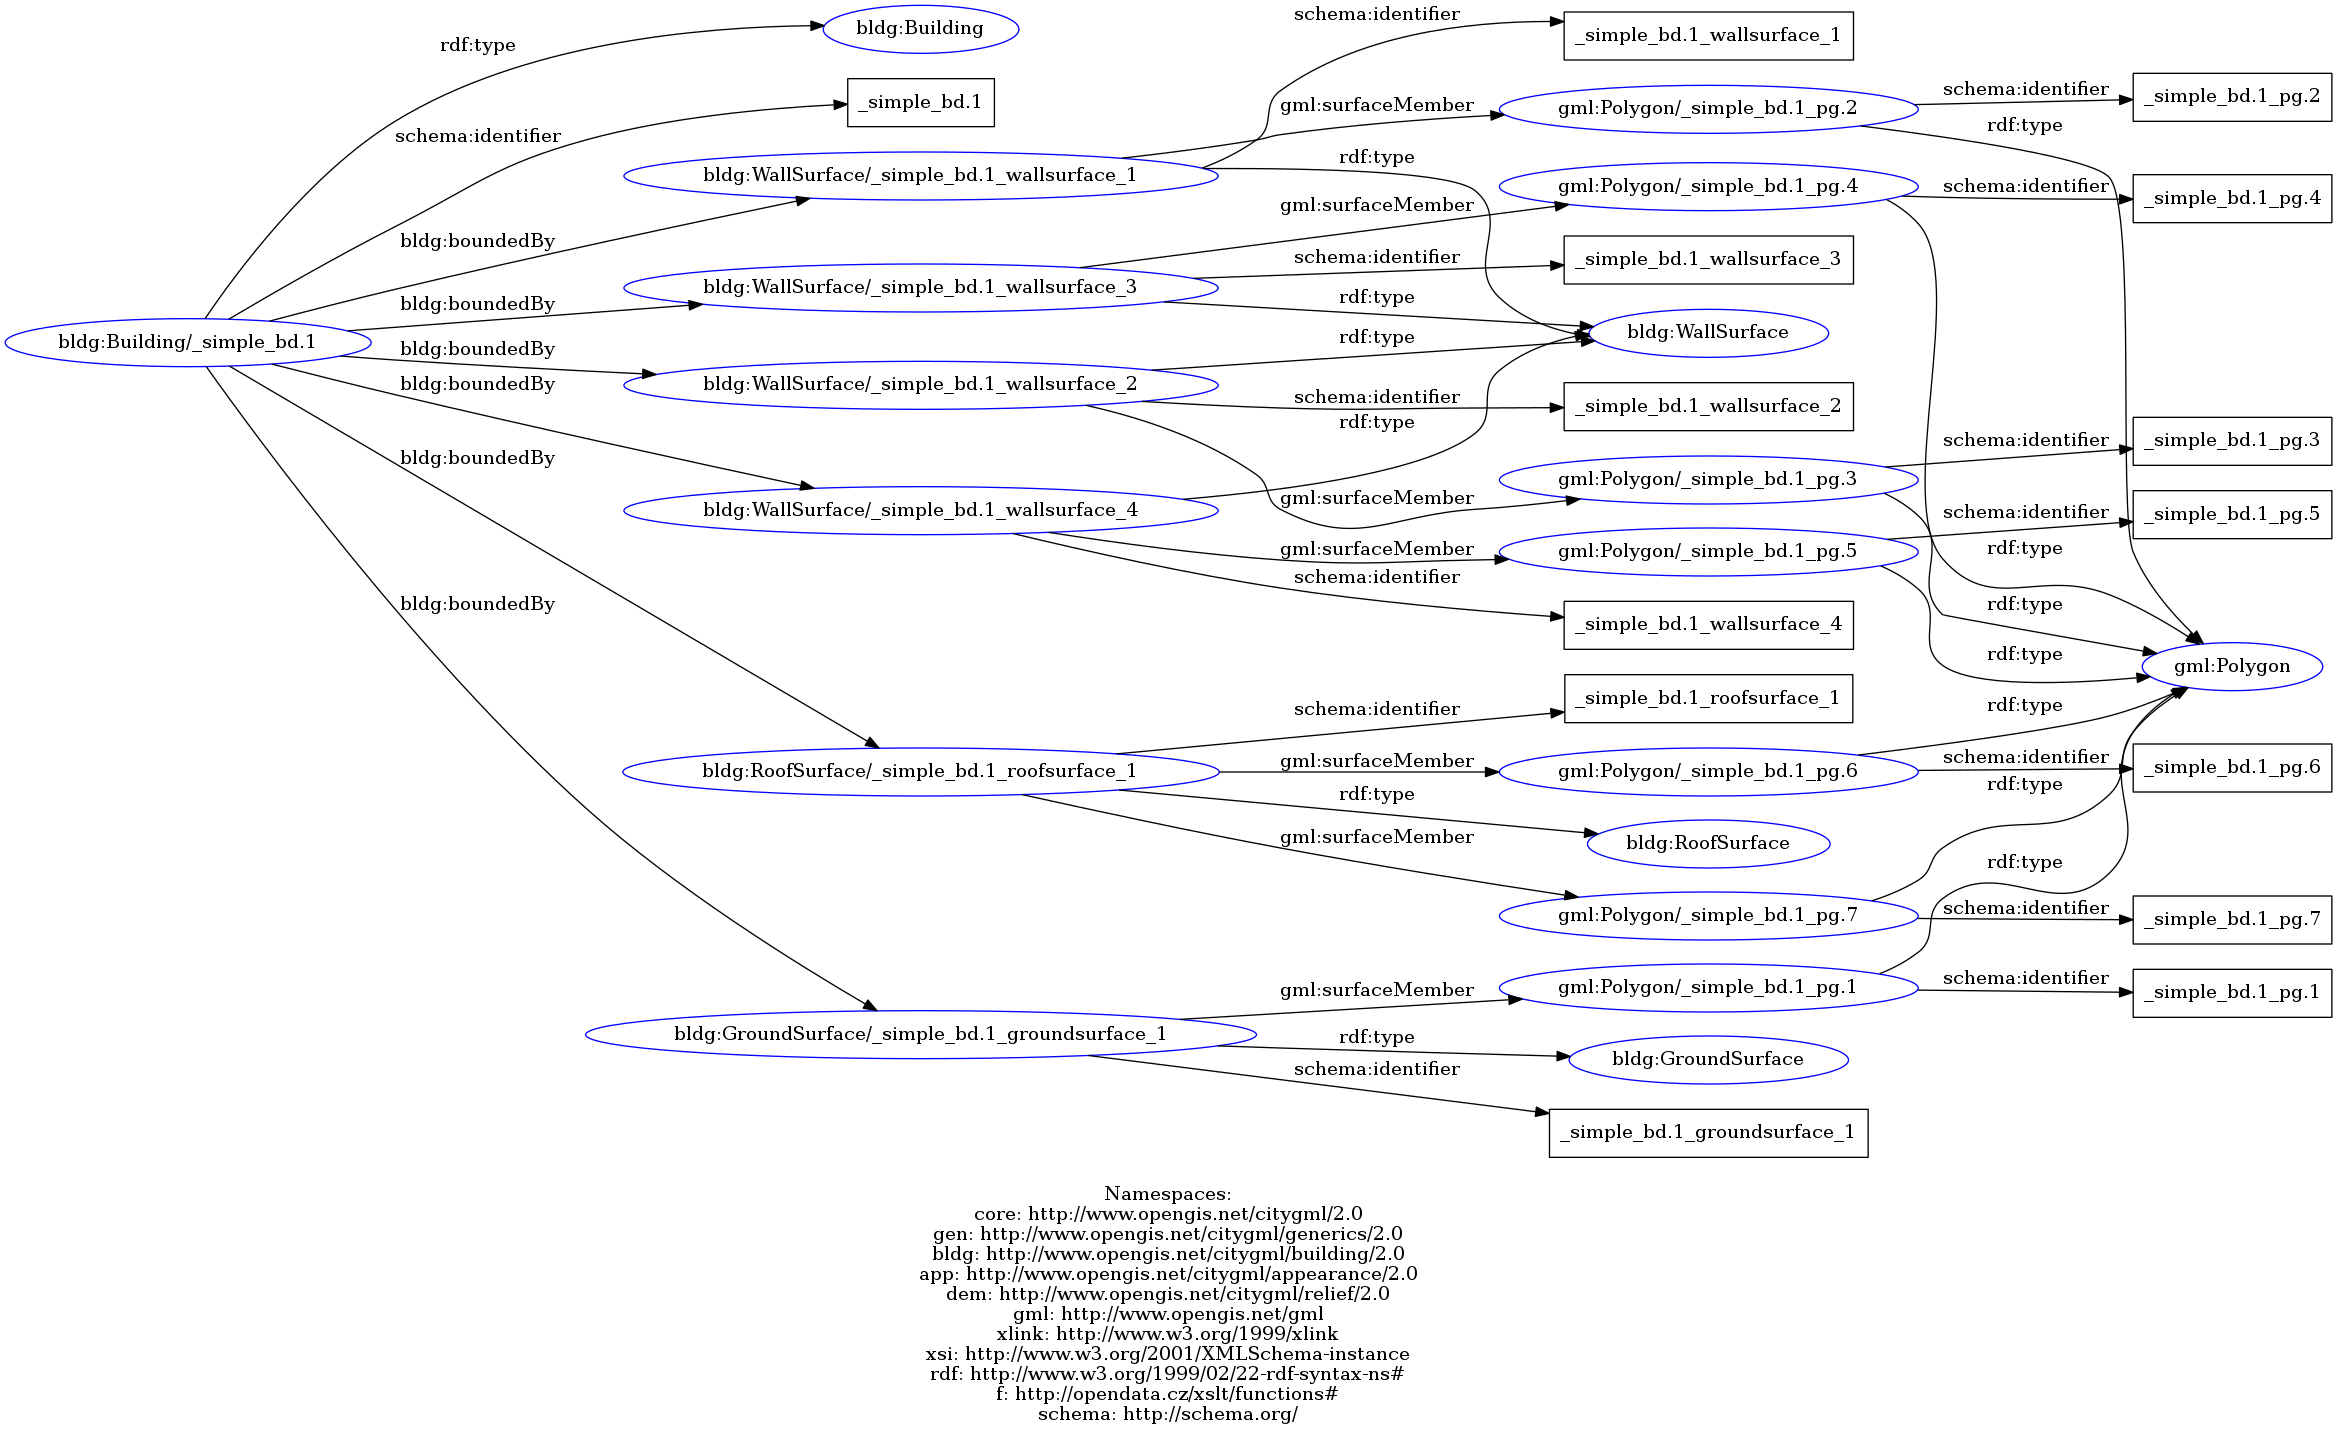 rdf:type
bldg:Building
schema:identifier
_simple_bd.1
bldg:boundedBy
bldg:boundedBy
bldg:Building/_simple_bd.1
bldg:boundedBy
bldg:boundedBy
bldg:boundedBy
bldg:boundedBy
bldg:WallSurface/_simple_bd.1_wallsurface_1
schema:identifier
_simple_bd.1_wallsurface_1
gml:surfaceMember
gml:Polygon/_simple_bd.1_pg.2
schema:identifier
_simple_bd.1_pg.2
rdf:type
rdf:type
gml:surfaceMember
gml:Polygon/_simple_bd.1_pg.4
schema:identifier
_simple_bd.1_pg.4
bldg:WallSurface/_simple_bd.1_wallsurface_3
schema:identifier
_simple_bd.1_wallsurface_3
rdf:type
bldg:WallSurface
rdf:type
bldg:WallSurface/_simple_bd.1_wallsurface_2
schema:identifier
_simple_bd.1_wallsurface_2
rdf:type
schema:identifier
_simple_bd.1_pg.3
gml:surfaceMember
gml:Polygon/_simple_bd.1_pg.3
bldg:WallSurface/_simple_bd.1_wallsurface_4
schema:identifier
_simple_bd.1_pg.5
gml:surfaceMember
gml:Polygon/_simple_bd.1_pg.5
rdf:type
schema:identifier
_simple_bd.1_wallsurface_4
rdf:type
rdf:type
gml:Polygon
schema:identifier
_simple_bd.1_roofsurface_1
rdf:type
bldg:RoofSurface/_simple_bd.1_roofsurface_1
gml:surfaceMember
gml:Polygon/_simple_bd.1_pg.6
schema:identifier
_simple_bd.1_pg.6
rdf:type
rdf:type
bldg:RoofSurface
gml:surfaceMember
rdf:type
gml:Polygon/_simple_bd.1_pg.7
schema:identifier
_simple_bd.1_pg.7
gml:surfaceMember
gml:Polygon/_simple_bd.1_pg.1
schema:identifier
_simple_bd.1_pg.1
bldg:GroundSurface/_simple_bd.1_groundsurface_1
rdf:type
bldg:GroundSurface
schema:identifier
_simple_bd.1_groundsurface_1
Namespaces:
core: http://www.opengis.net/citygml/2.0
gen: http://www.opengis.net/citygml/generics/2.0
bldg: http://www.opengis.net/citygml/building/2.0
app: http://www.opengis.net/citygml/appearance/2.0
dem: http://www.opengis.net/citygml/relief/2.0
gml: http://www.opengis.net/gml
xlink: http://www.w3.org/1999/xlink
xsi: http://www.w3.org/2001/XMLSchema-instance
rdf: http://www.w3.org/1999/02/22-rdf-syntax-ns#
f: http://opendata.cz/xslt/functions#
schema: http://schema.org/